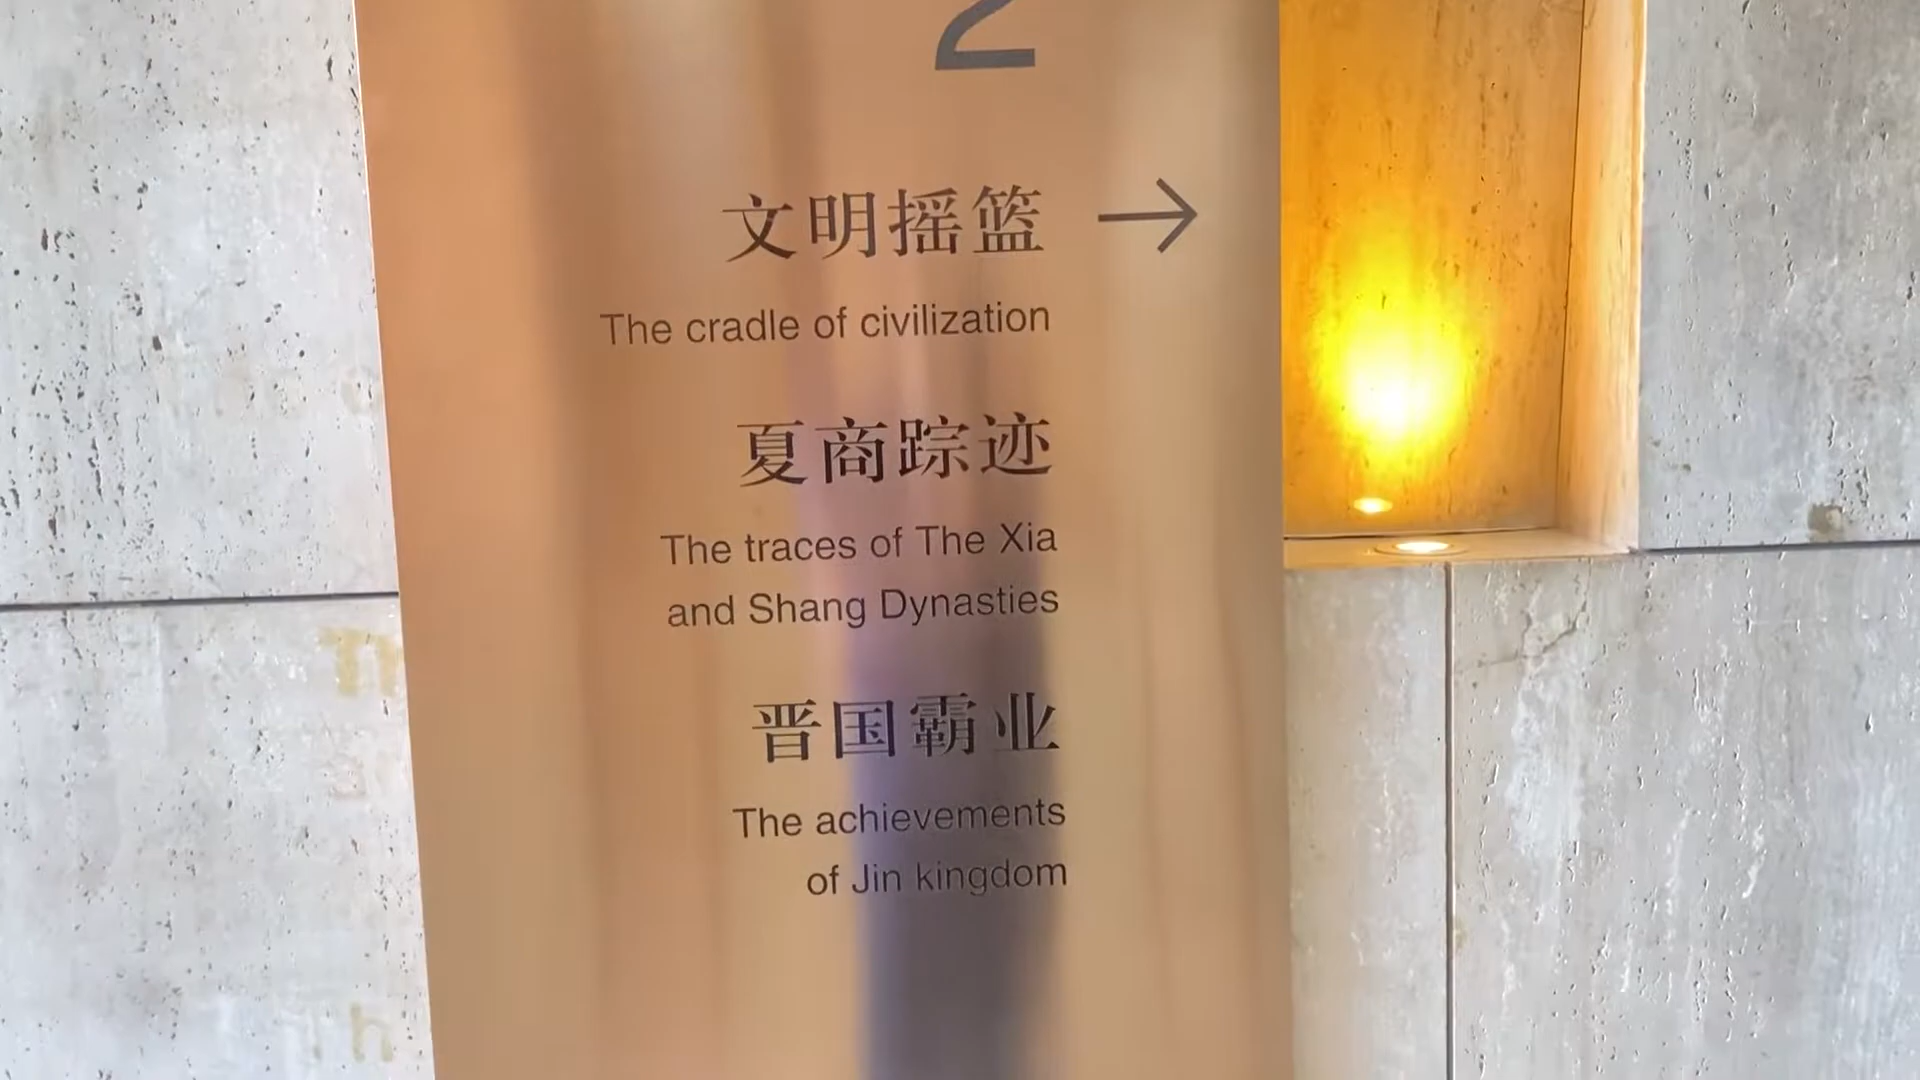 2
文明摇篮 →
The cradle of civilization
夏商踪迹
The traces of The Xia
and Shang Dynasties
晋国霸业
The achievements
of Jin kingdom